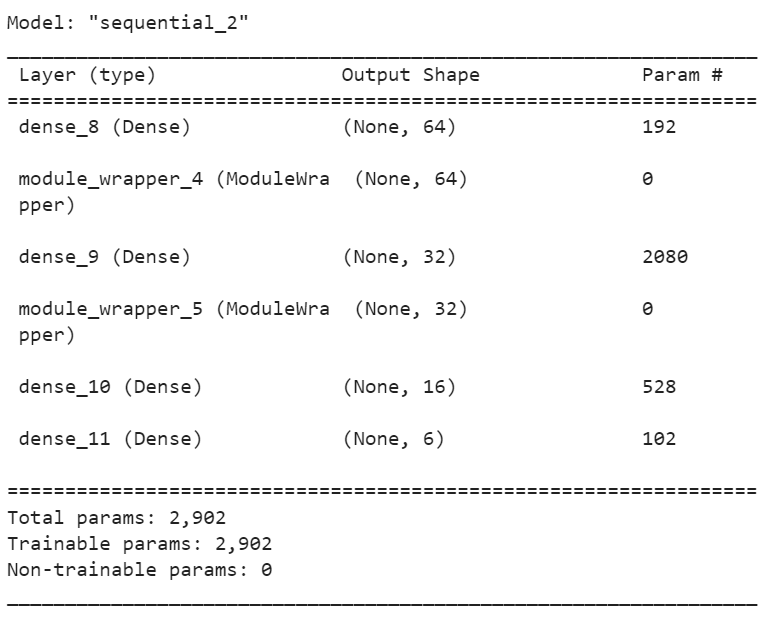 Model: "sequential_2"
Layer (type) Output Shape Param #
dense_8 (Dense) (None, 64) 192
module_wrapper_4 (ModuleWra (None, 64) 0
pper)
dense_9 (Dense) (None, 32) 2080
module_wrapper_5 (ModuleWra (None, 32) 0
pper)
dense_10 (Dense) (None, 16) 528
dense_11 (Dense) (None, 6) 102
Total params: 2,902
Trainable params: 2,902
Non-trainable params: 0